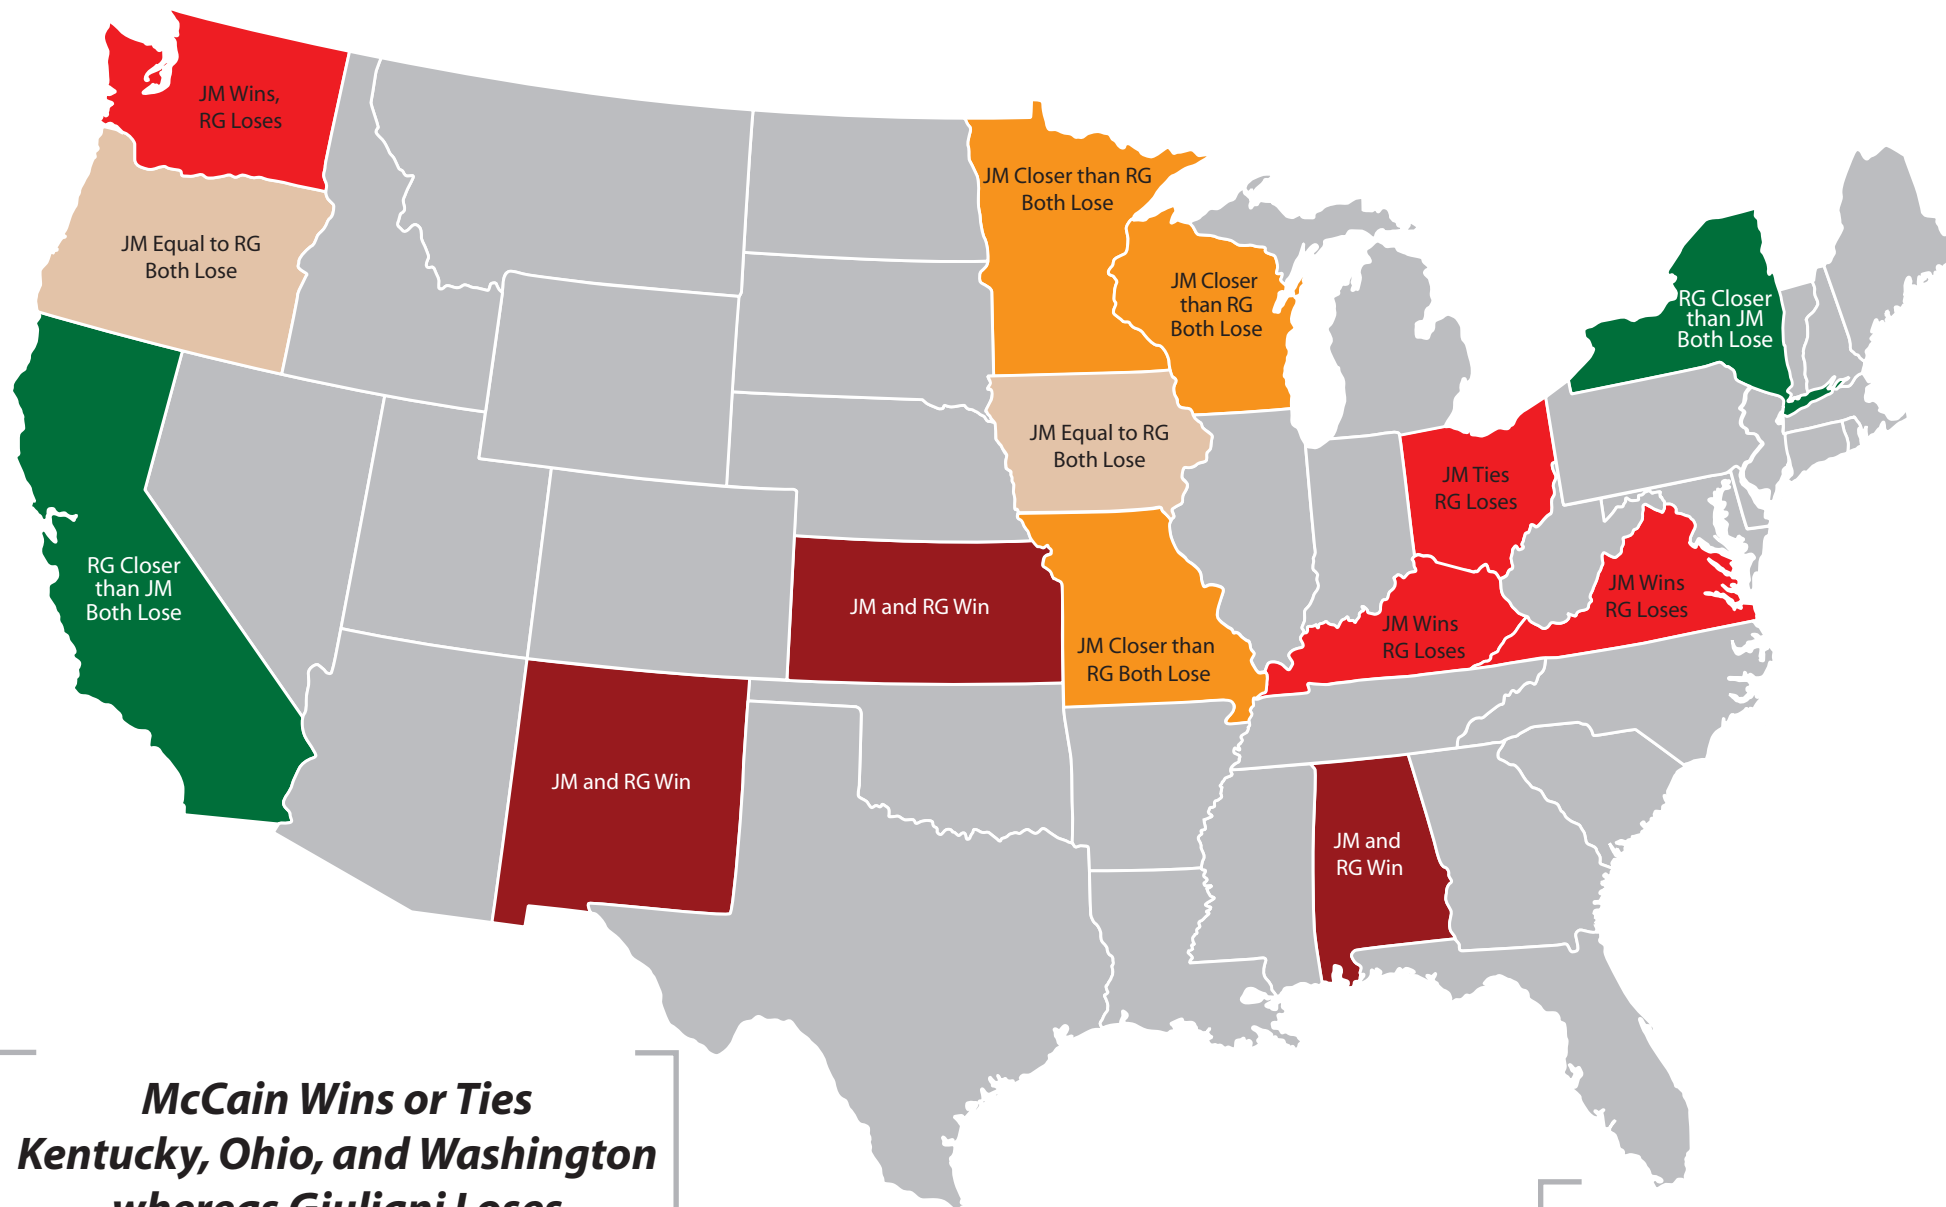 JM Wins,
RG Loses
JM Equal to RG
Both Lose
RG Closer
than JM
Both Lose
JM Closer than RG
Both Lose
JM Closer
than RG
Both Lose
RG Closer
than JM
Both Lose
JM Equal to RG
Both Lose
JM Ties
RG Loses
JM and RG Win
JM Closer than
RG Both Lose
JM Wins
RG Loses
JM Wins
RG Loses
JM and RG Win
JM and
RG Win
McCain Wins or Ties
Kentucky, Ohio, and Washington
whereas Giuliani Loses